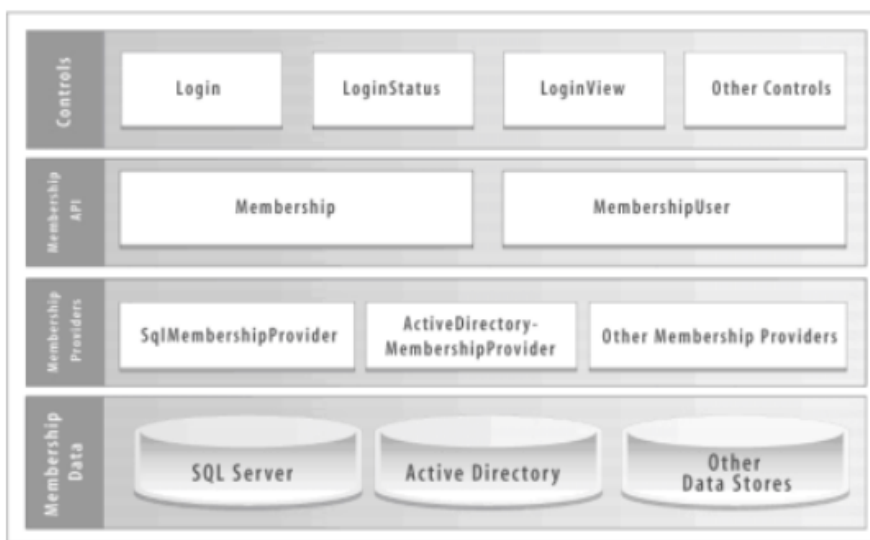 Controls
Login
LoginStatus
LoginView
Other Controls
Membership
API
Membership
MembershipUser
Membership
Providers
SqlMembershipProvider
ActiveDirectory-
MembershipProvider
Other Membership Providers
Membership
Data
SQL Server
Active Directory
Other
Data Stores